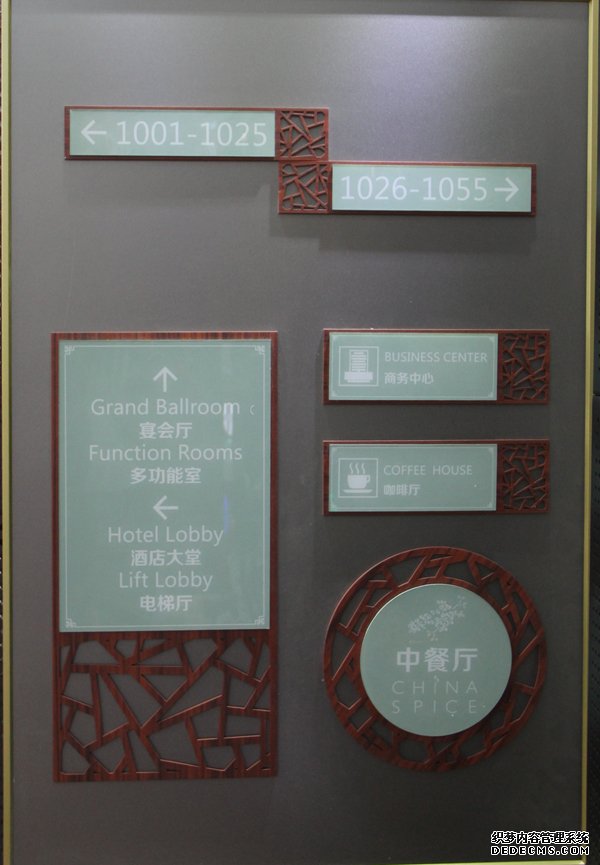 ← 1001-1025
1026-1055 →
↑
Grand Ballroom
宴会厅
Function Rooms
多功能室
←
Hotel Lobby
酒店大堂
Lift Lobby
电梯厅
BUSINESS CENTER
商务中心
COFFEE HOUSE
咖啡厅
中餐厅
CHINA
SPICE
织梦内容管理系统
DEDECMS.COM